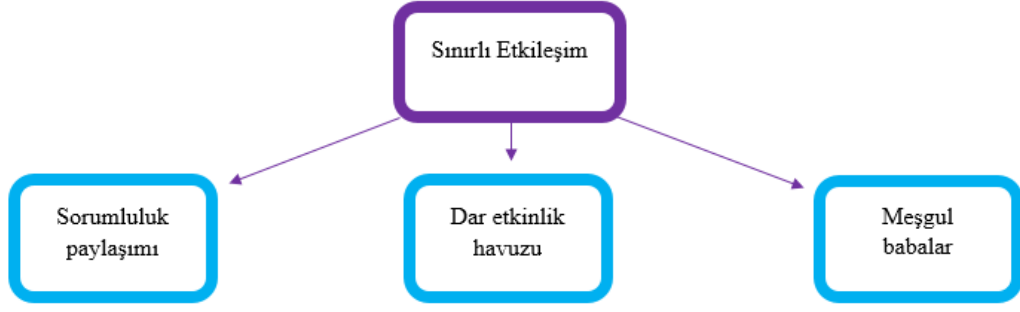 Sınırlı Etkileşim
Sorumluluk
paylaşımı
Dar etkinlik
havuzu
Meşgul
babalar